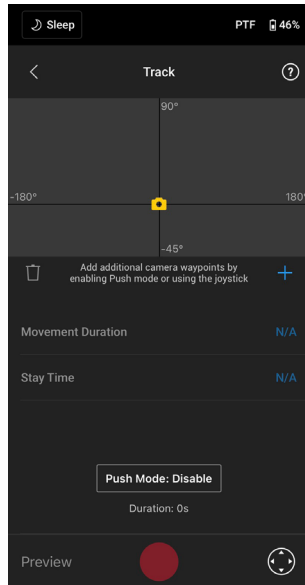 Sleep PTF 46%
Track ?
90°
-180° 180°
-45°
Add additional camera waypoints by
enabling Push mode or using the joystick
Movement Duration N/A
Stay Time N/A
Push Mode: Disable
Duration: 0s
Preview